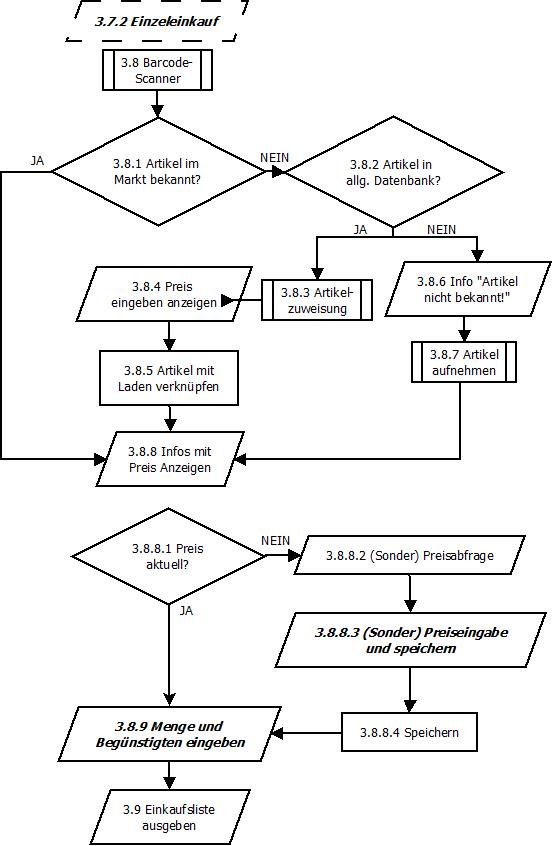 3.7.2 Einzeleinkauf
3.8 Barcode-
Scanner
JA
3.8.1 Artikel im
Markt bekannt?
NEIN
3.8.2 Artikel in
allg. Datenbank?
JA
NEIN
3.8.4 Preis
eingeben anzeigen
3.8.3 Artikel-
zuweisung
3.8.6 Info "Artikel
nicht bekannt!"
3.8.5 Artikel mit
Laden verknüpfen
3.8.7 Artikel
aufnehmen
3.8.8 Infos mit
Preis Anzeigen
3.8.8.1 Preis
aktuell?
NEIN
3.8.8.2 (Sonder) Preisabfrage
JA
3.8.8.3 (Sonder) Preiseingabe
und speichern
3.8.9 Menge und
Begünstigten eingeben
3.8.8.4 Speichern
3.9 Einkaufsliste
ausgeben